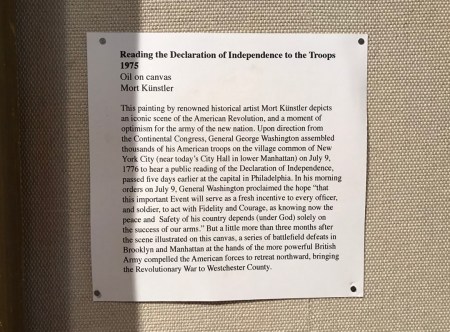 Reading the Declaration of Independence to the Troops
1975
Oil on canvas
Mort Künstler
This painting by renowned historical artist Mort Künstler depicts
an iconic scene of the American Revolution, and a moment of
optimism for the army of the new nation. Upon direction from
the Continental Congress, General George Washington assembled
thousands of his American troops on the village common of New
York City (near today's City Hall in lower Manhattan) on July 9,
1776 to hear a public reading of the Declaration of Independence,
passed five days earlier at the capital in Philadelphia. In his morning
orders on July 9, General Washington proclaimed the hope "that
this important Event will serve as a fresh incentive to every officer,
and soldier, to act with Fidelity and Courage, as knowing now the
peace and Safety of his country depends (under God) solely on
the success of our arms." But a little more than three months after
the scene illustrated on this canvas, a series of battlefield defeats in
Brooklyn and Manhattan at the hands of the more powerful British
Army compelled the American forces to retreat northward, bringing
the Revolutionary War to Westchester County.